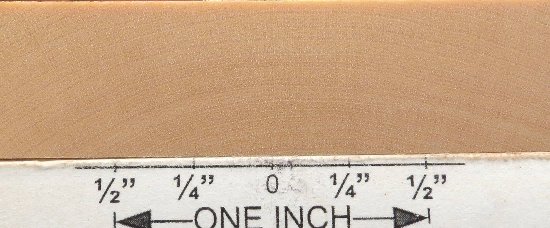 ½” ¼” 0 ¼” ½”
ONE INCH